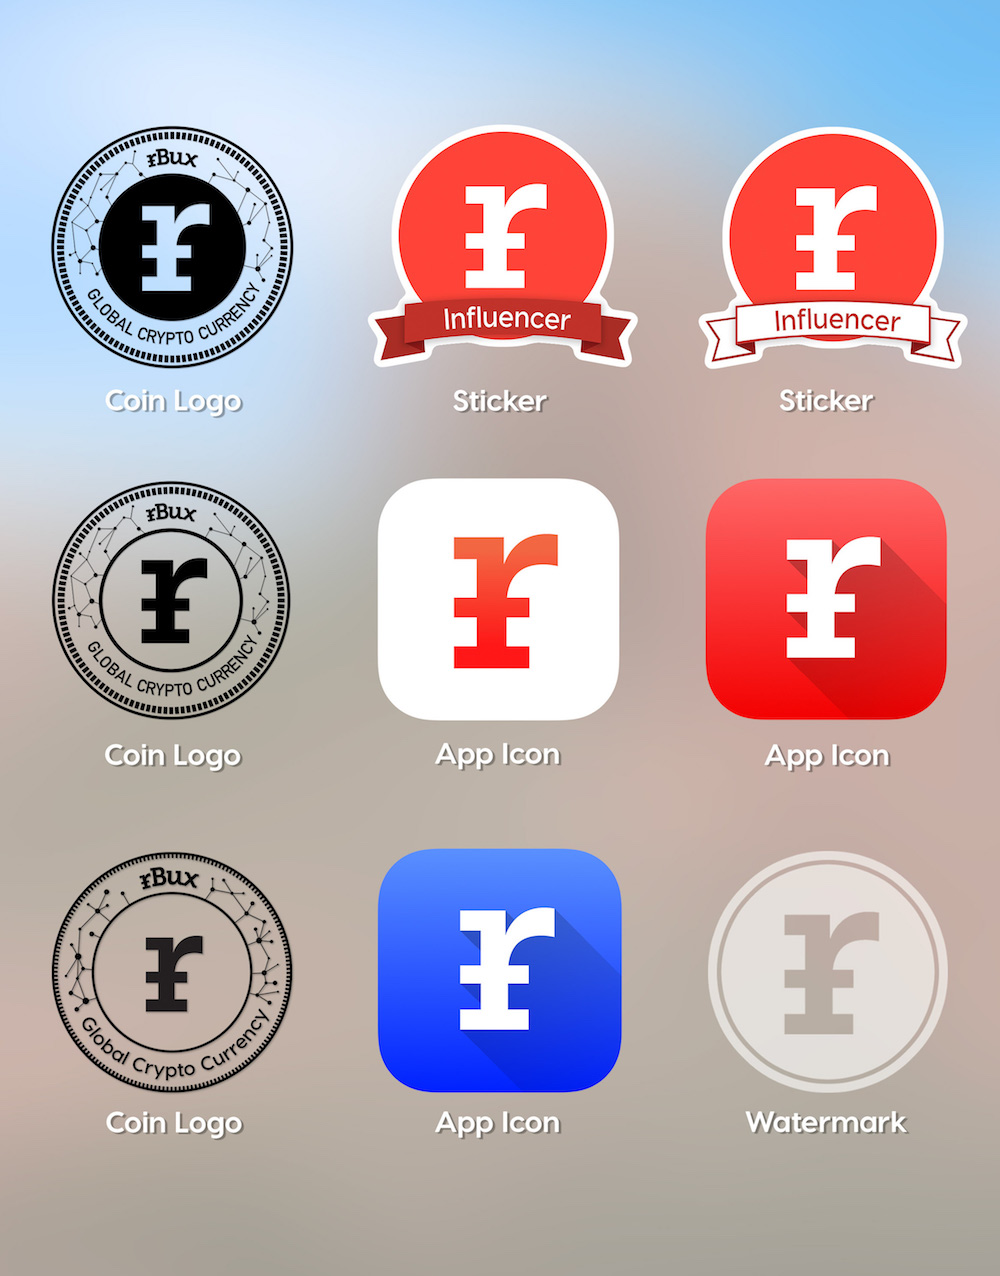 rBux
GLOBAL CRYPTO CURRENCY
Coin Logo
r
Influencer
Sticker
r
Influencer
Sticker
r
rBux
GLOBAL CRYPTO CURRENCY
r
Coin Logo
r
App Icon
r
App Icon
rBux
Global Crypto Currency
r
Coin Logo
r
App Icon
r
Watermark